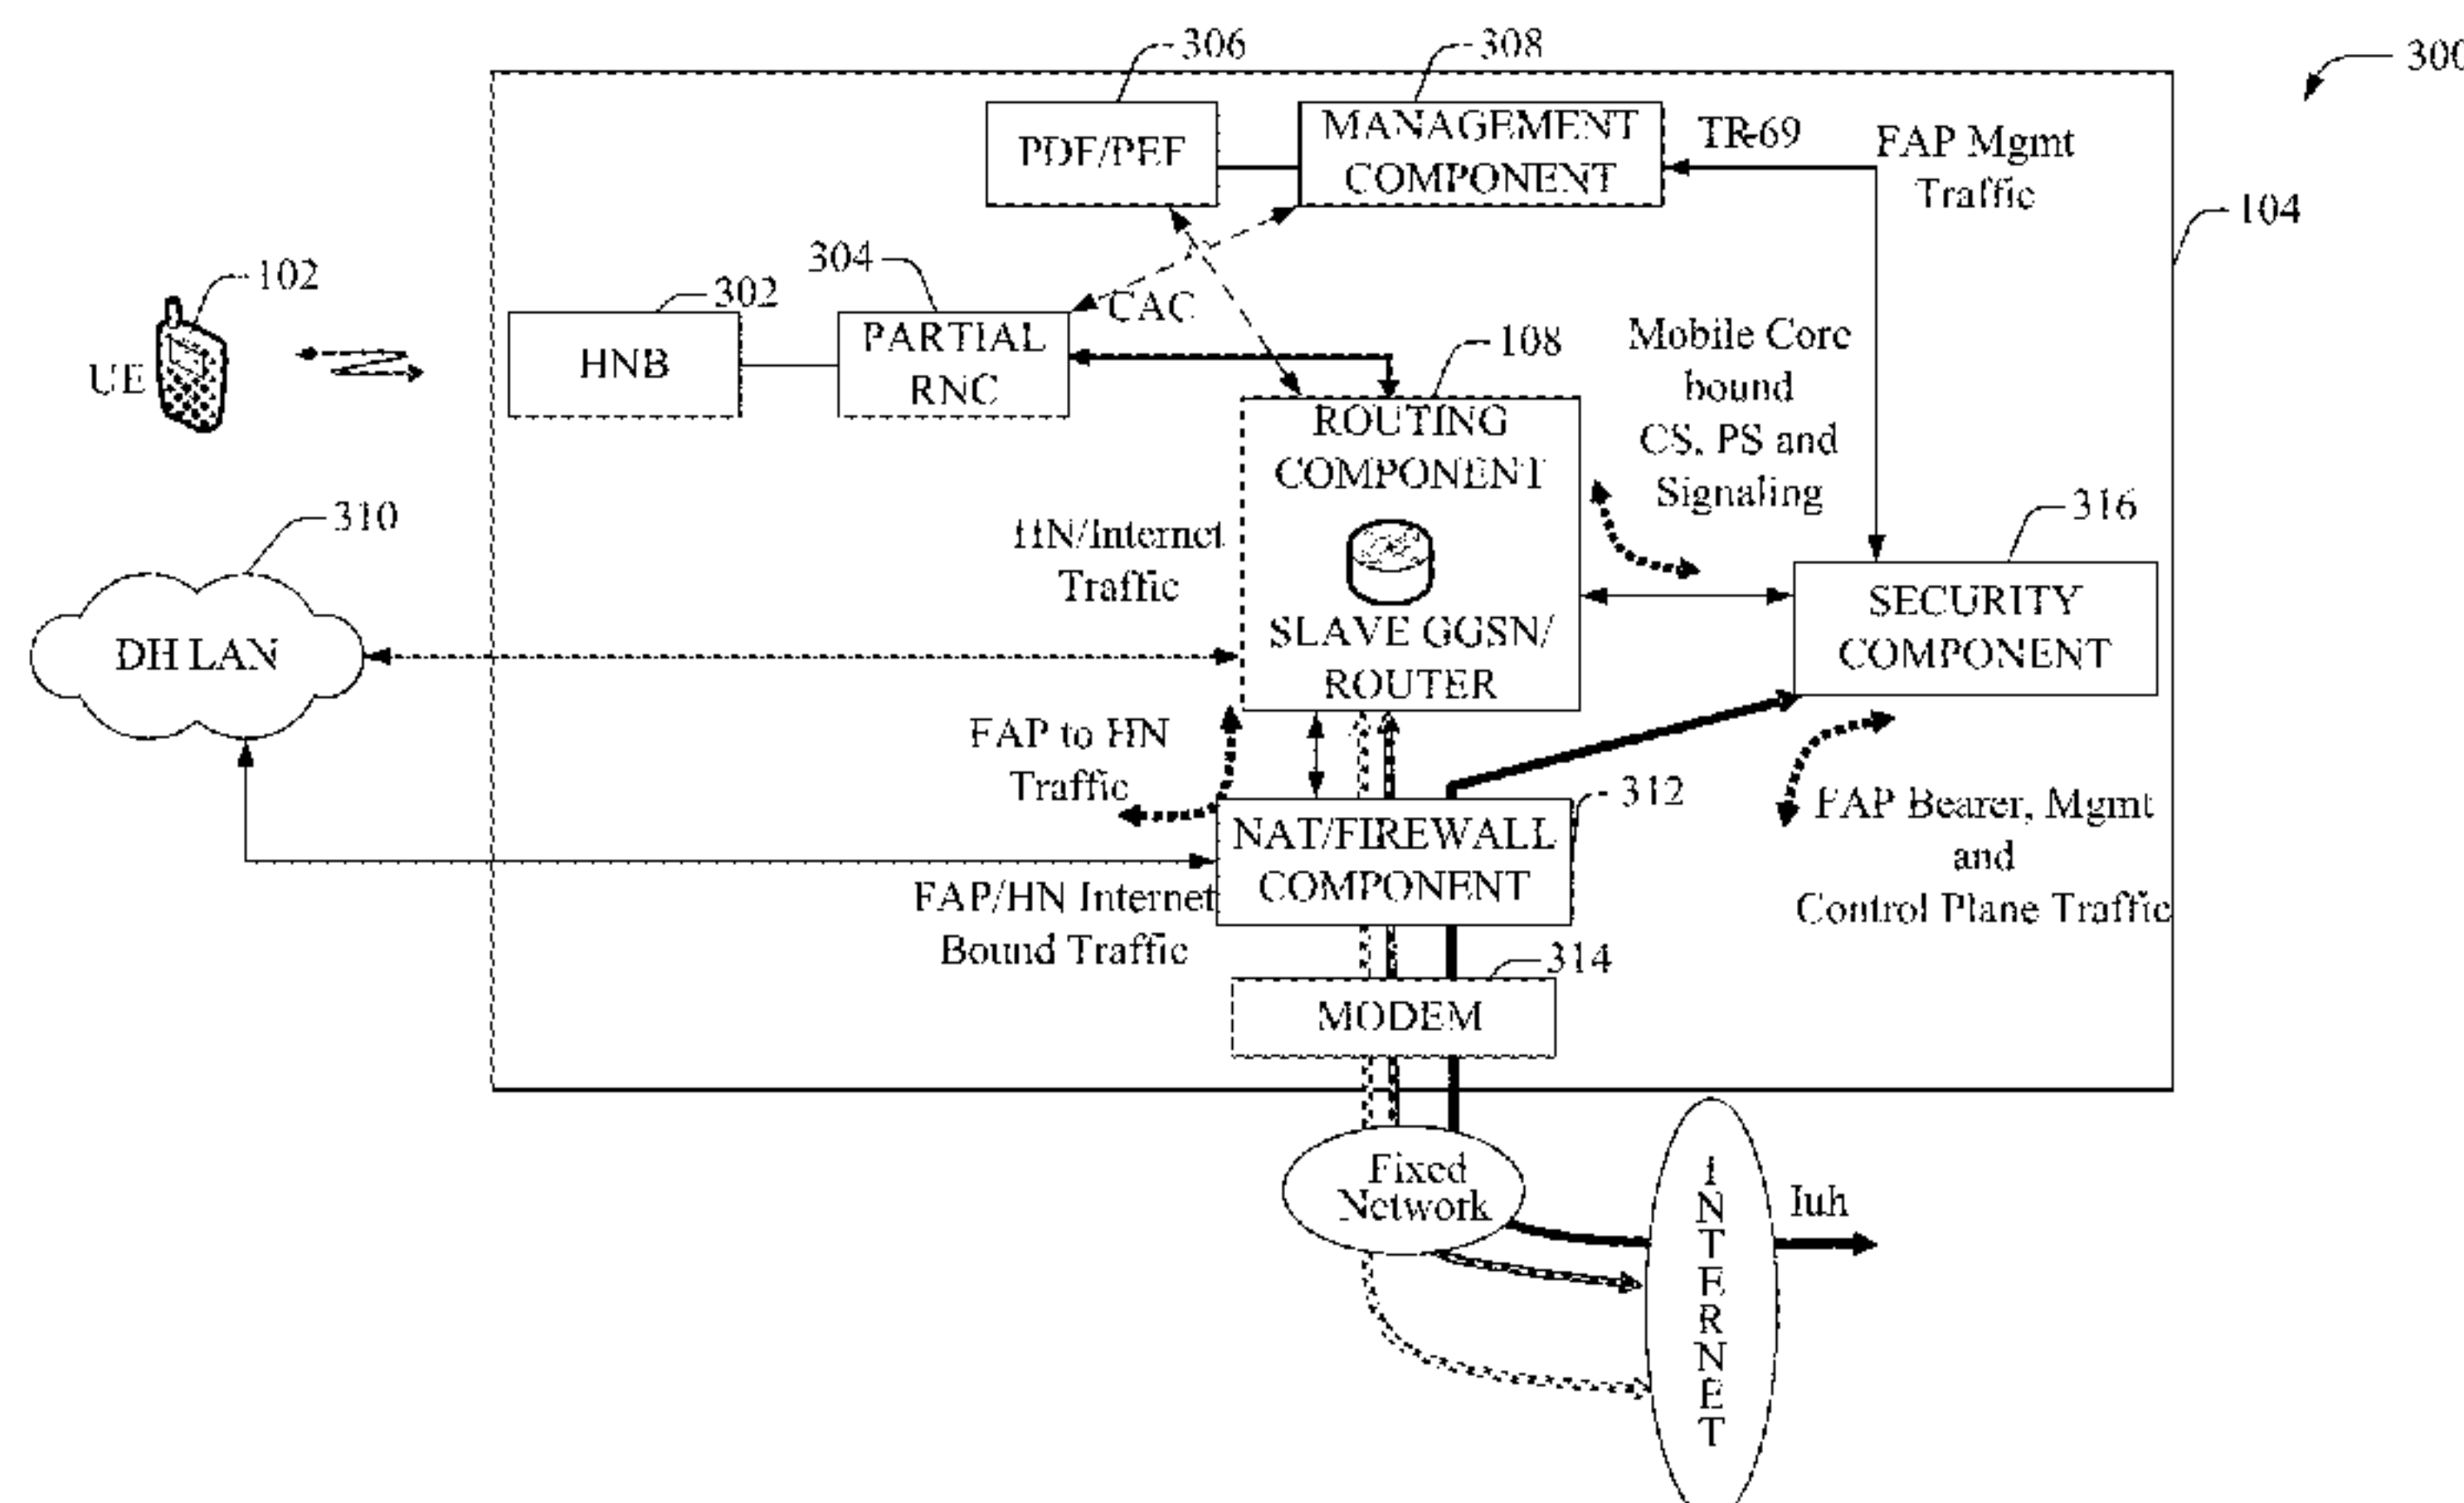 306
308
300
PDF/PEF
MANAGEMENT
COMPONENT
TR-69
FAP Mgmt
Traffic
104
102
UE
302
HNB
304
PARTIAL
RNC
CAC
108
ROUTING
COMPONENT
SLAVE GGSN/
ROUTER
Mobile Core
bound
CS, PS and
Signaling
316
SECURITY
COMPONENT
310
DH LAN
HN/Internet
Traffic
FAP to HN
Traffic
312
NAT/FIREWALL
COMPONENT
FAP Bearer, Mgmt
and
Control Plane Traffic
FAP/HN Internet
Bound Traffic
314
MODEM
Fixed
Network
INTERNET
Iuh